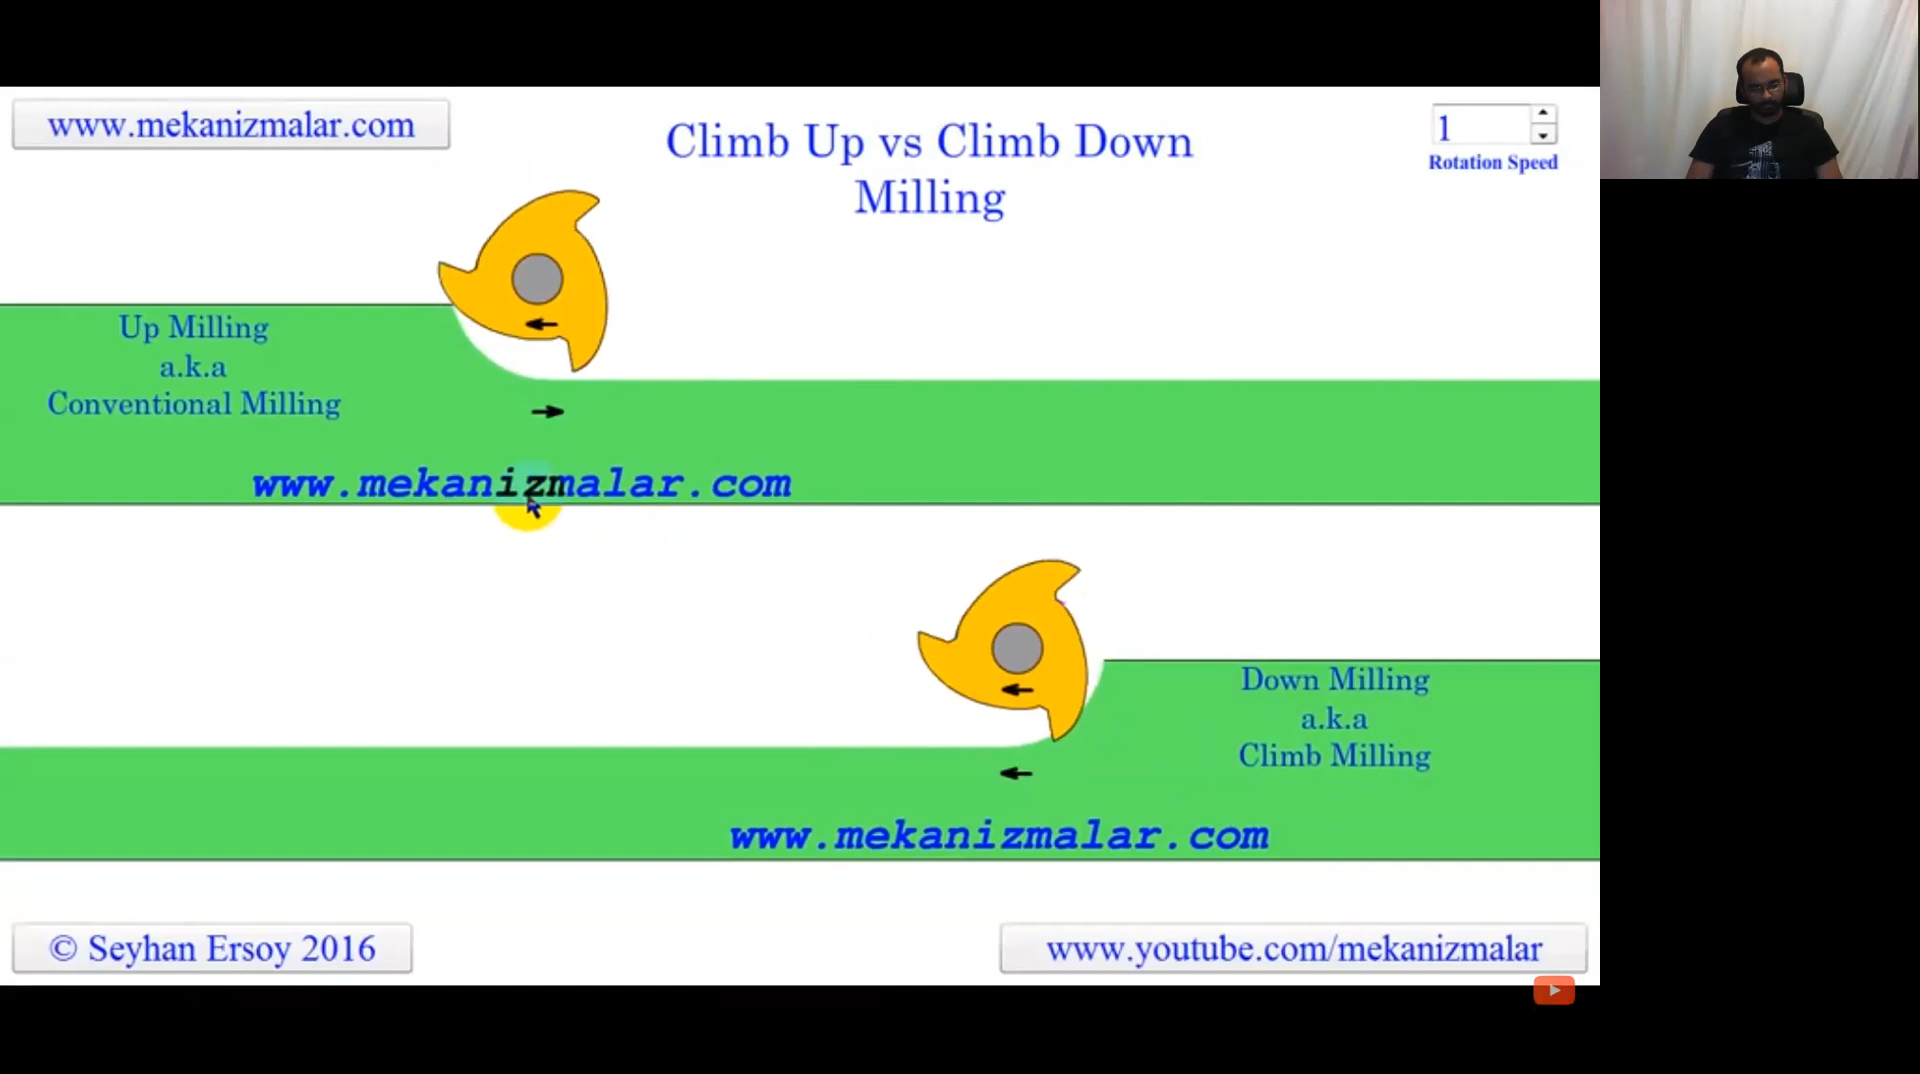 www.mekanizmalar.com
Climb Up vs Climb Down
Milling
1
Rotation Speed
Up Milling
a.k.a
Conventional Milling
www.mekanizmalar.com
Down Milling
a.k.a
Climb Milling
www.mekanizmalar.com
© Seyhan Ersoy 2016
www.youtube.com/mekanizmalar